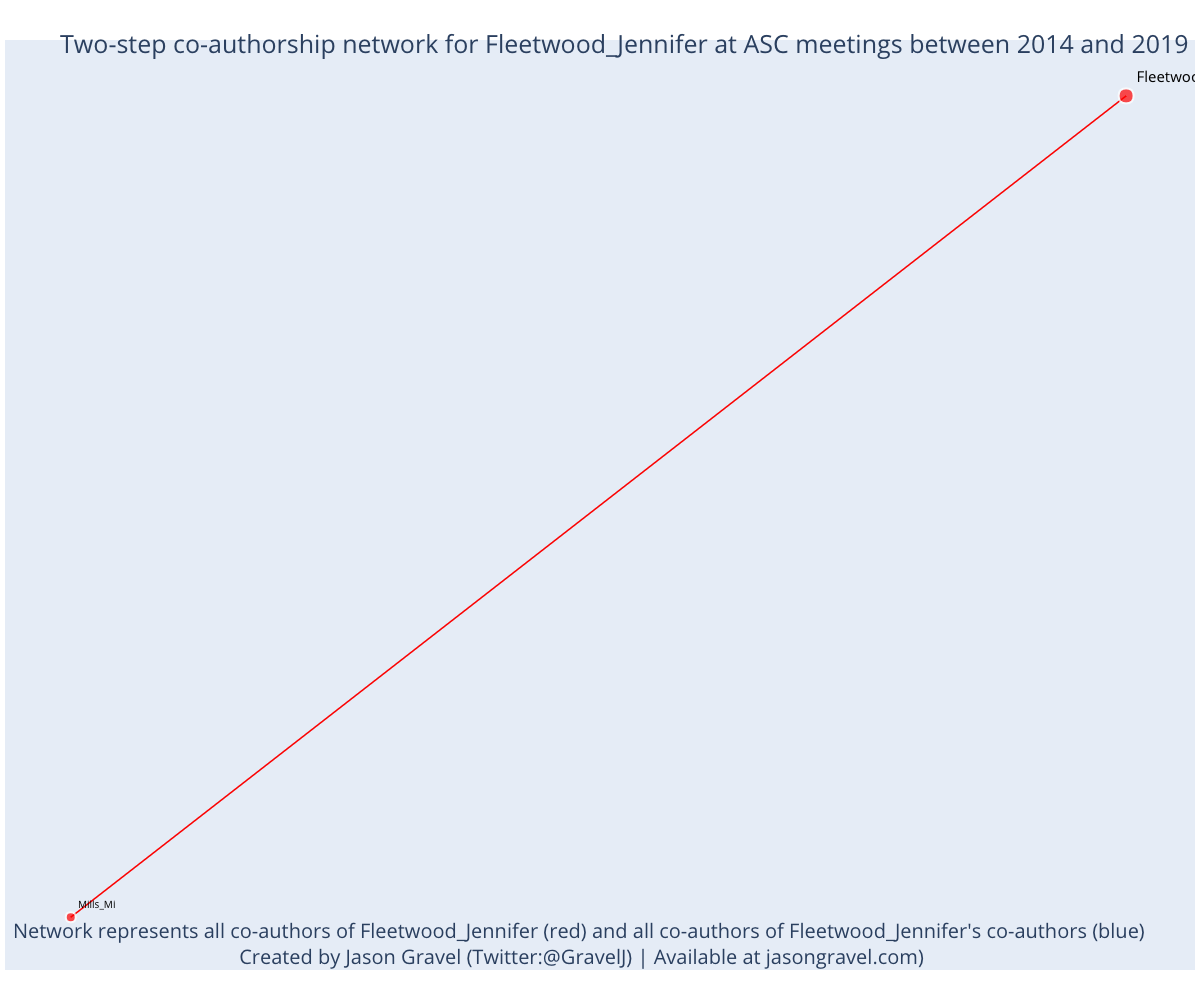 Two-step co-authorship network for Fleetwood_Jennifer at ASC meetings between 2014 and 2019
Fleetwoo
Mills_Mi
Network represents all co-authors of Fleetwood_Jennifer (red) and all co-authors of Fleetwood_Jennifer's co-authors (blue)
Created by Jason Gravel (Twitter:@GravelJ) | Available at jasongravel.com)